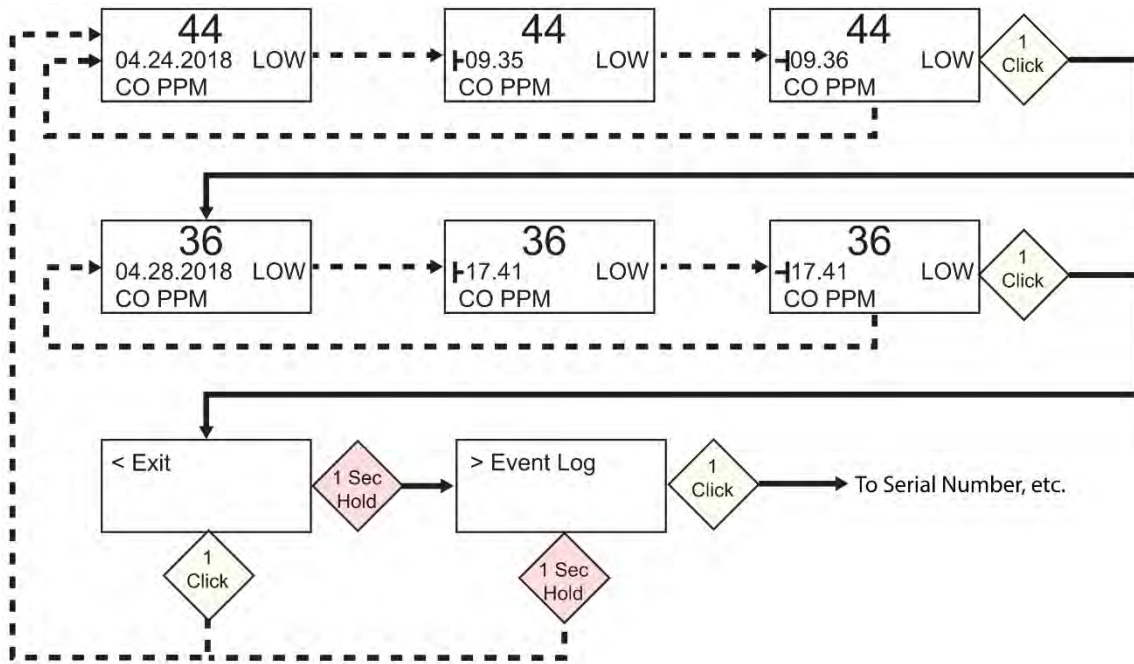 44
04.24.2018 LOW
CO PPM
44
09.35 LOW
CO PPM
44
09.36 LOW
CO PPM
1
Click
36
04.28.2018 LOW
CO PPM
36
17.41 LOW
CO PPM
36
17.41 LOW
CO PPM
1
Click
< Exit
1 Sec
Hold
> Event Log
1
Click
To Serial Number, etc.
1
Click
1 Sec
Hold